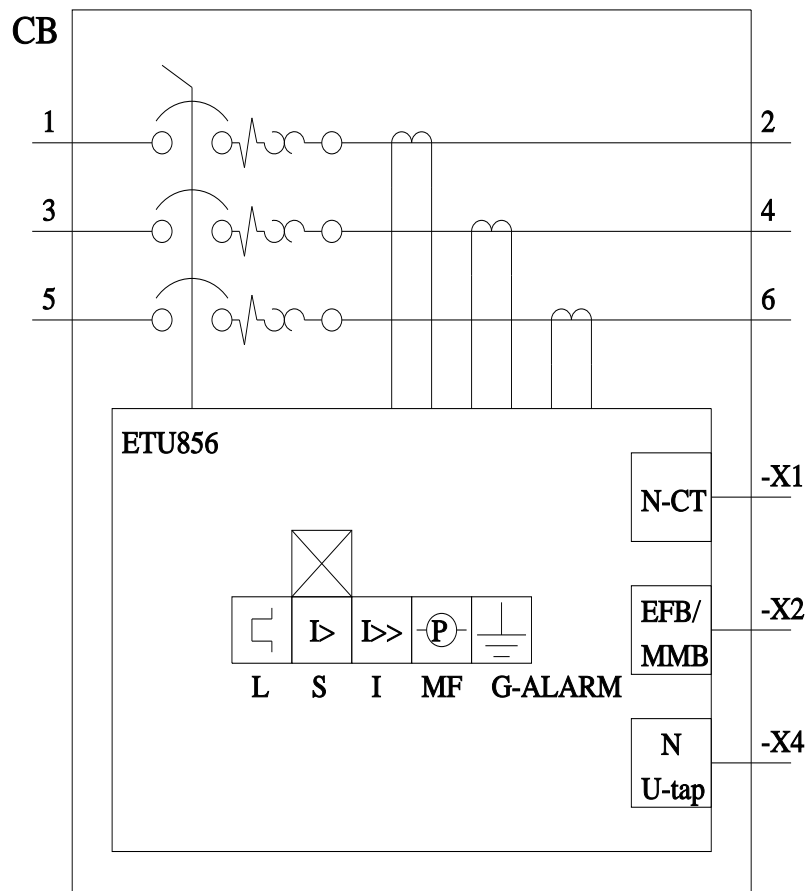 CB
1
2
3
4
5
6
ETU856
N-CT
-X1
EFB/
MMB
-X2
I> I>> P
L S I MF G-ALARM
N
U-tap
-X4